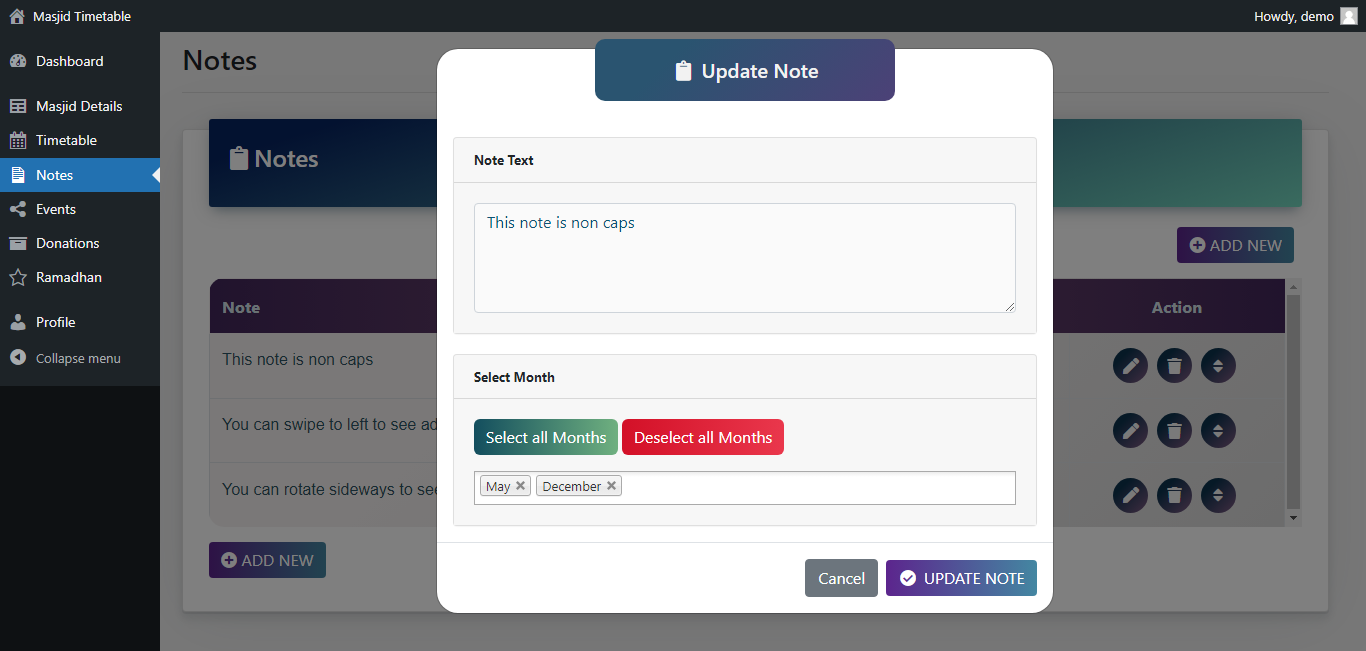 Masjid Timetable
Howdy, demo
Dashboard
Masjid Details
Timetable
Notes
Events
Donations
Ramadhan
Profile
Collapse menu
Notes
Notes
ADD NEW
Note
Action
This note is non caps
You can swipe to left to see ad
You can rotate sideways to see
ADD NEW
Update Note
Note Text
This note is non caps
Select Month
Select all Months
Deselect all Months
May
December
Cancel
UPDATE NOTE